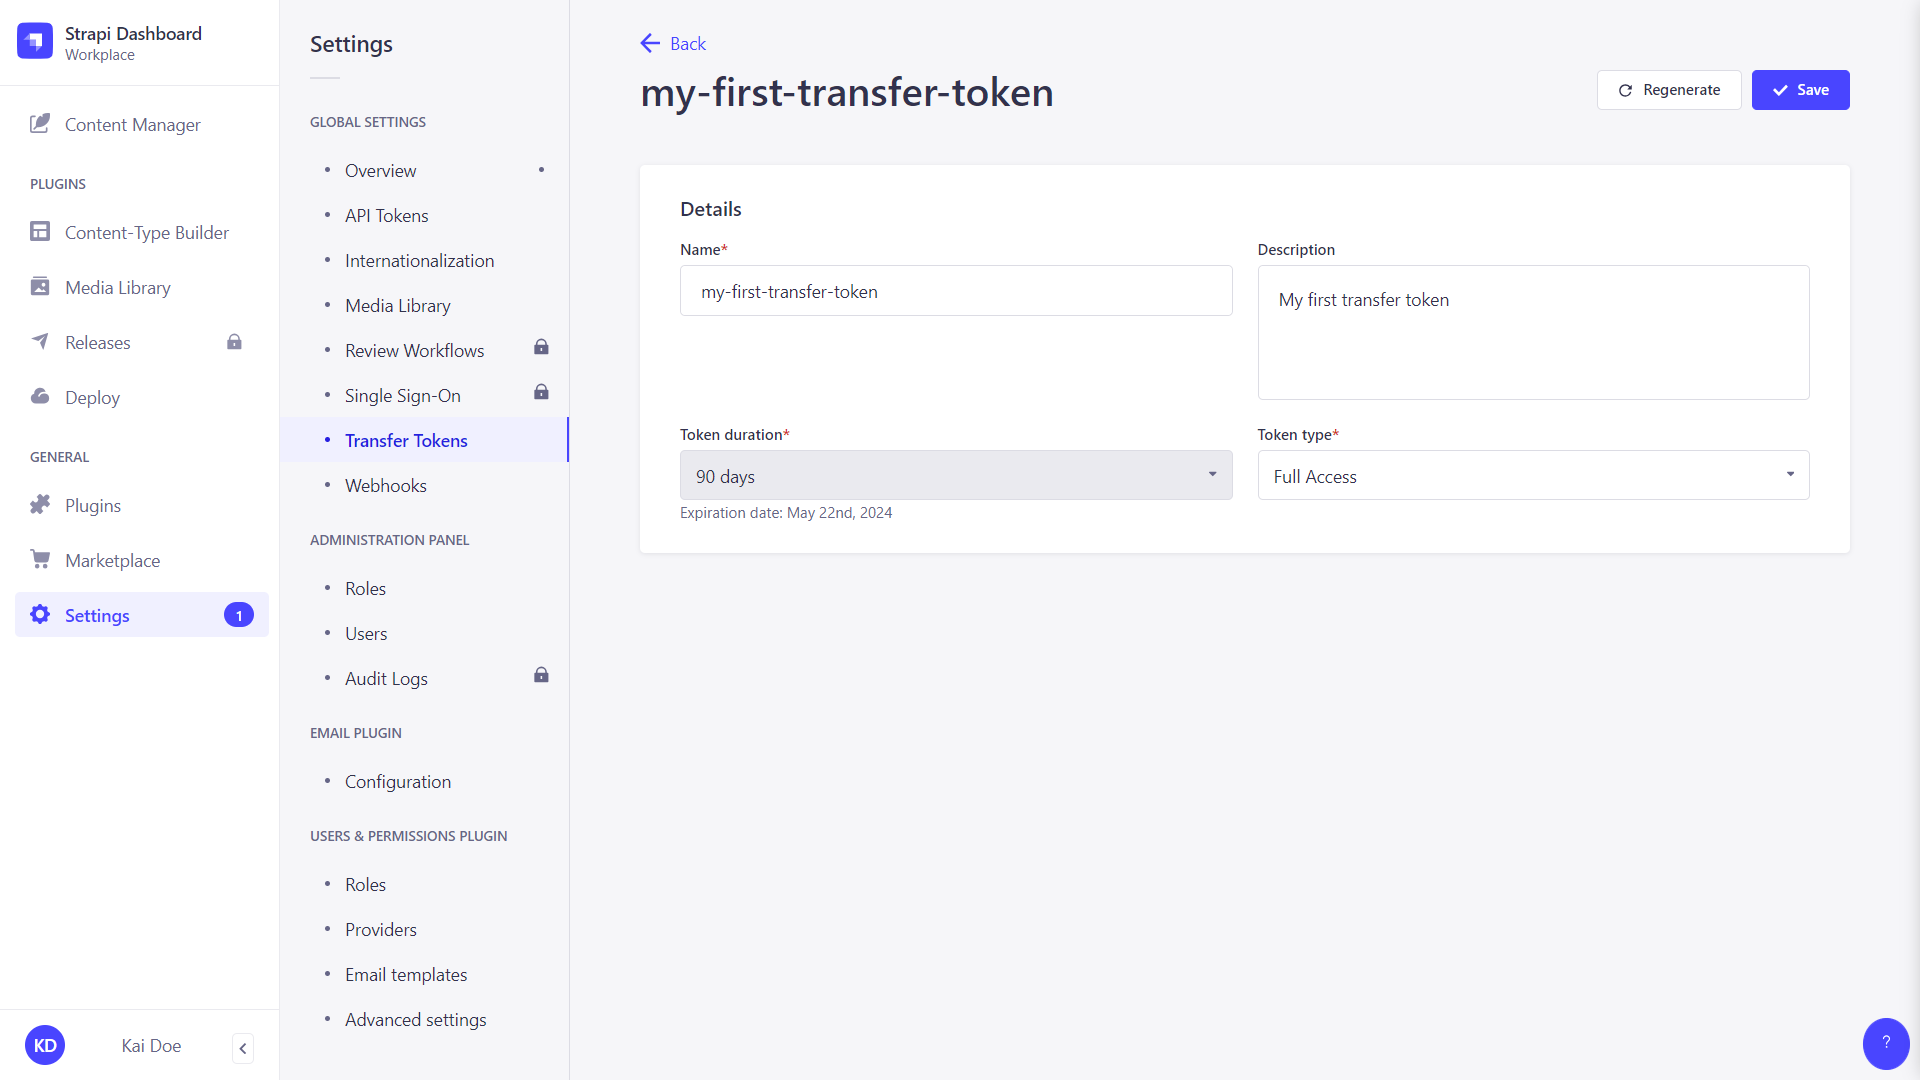 Strapi Dashboard
Workplace
Content Manager
PLUGINS
Content-Type Builder
Media Library
Releases
Deploy
GENERAL
Plugins
Marketplace
Settings
1
KD
Kai Doe
Settings
GLOBAL SETTINGS
Overview
API Tokens
Internationalization
Media Library
Review Workflows
Single Sign-On
Transfer Tokens
Webhooks
ADMINISTRATION PANEL
Roles
Users
Audit Logs
EMAIL PLUGIN
Configuration
USERS & PERMISSIONS PLUGIN
Roles
Providers
Email templates
Advanced settings
Back
my-first-transfer-token
Regenerate
Save
Details
Name*
my-first-transfer-token
Description
My first transfer token
Token duration*
90 days
Expiration date: May 22nd, 2024
Token type*
Full Access
?